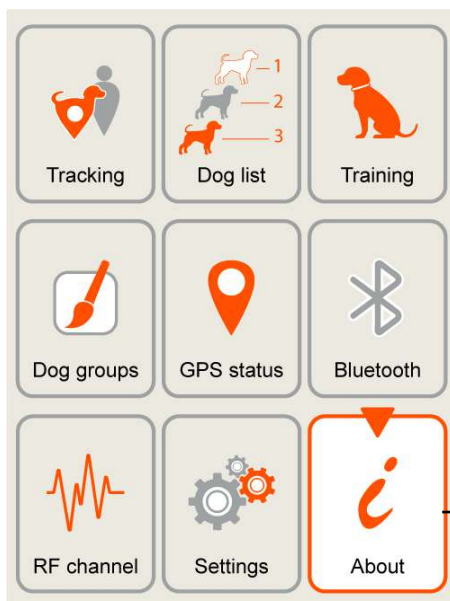 1
2
3
Tracking
Dog list
Training
Dog groups
GPS status
Bluetooth
RF channel
Settings
i
About